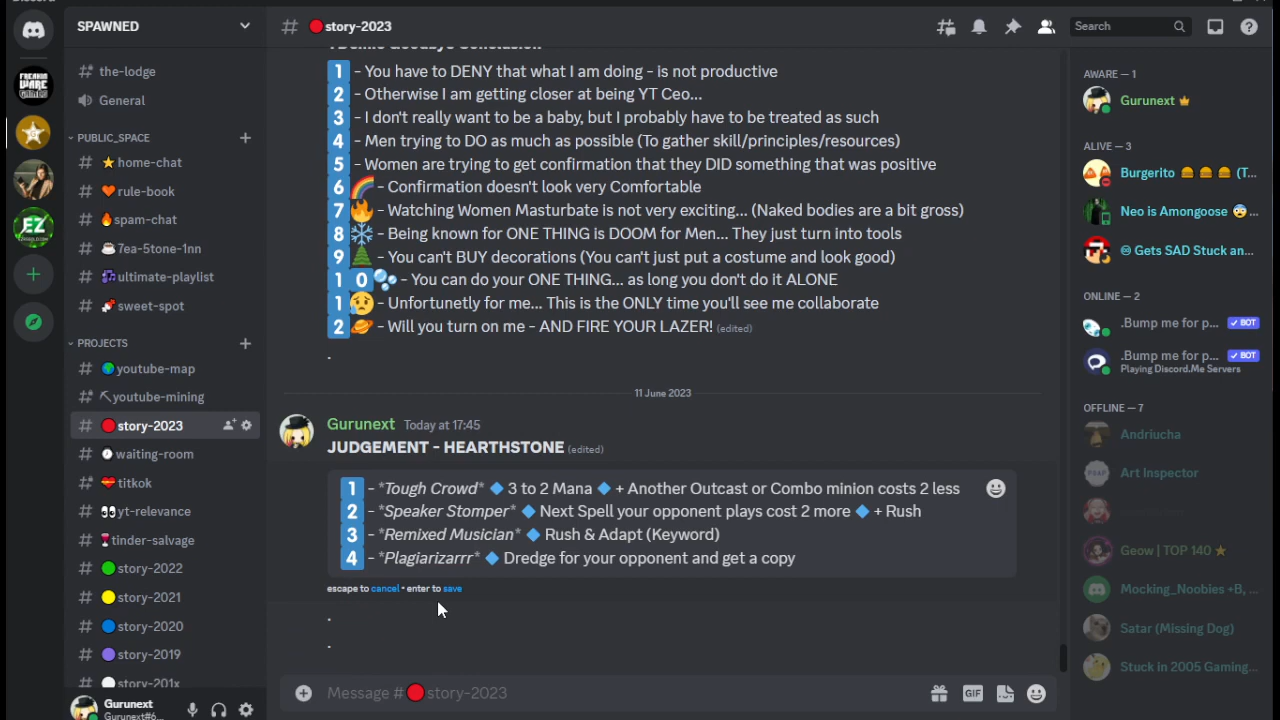 SPAWNED
story-2023
Search
the-lodge
General
PUBLIC_SPACE
home-chat
rule-book
spam-chat
7ea-5tone-1nn
ultimate-playlist
sweet-spot
PROJECTS
youtube-map
youtube-mining
story-2023
waiting-room
titkok
yt-relevance
tinder-salvage
story-2022
story-2021
story-2020
story-2019
story-201x
Gurunext
Gurunext#6...
1 - You have to DENY that what I am doing - is not productive
2 - Otherwise I am getting closer at being YT Ceo...
3 - I don't really want to be a baby, but I probably have to be treated as such
4 - Men trying to DO as much as possible (To gather skill/principles/resources)
5 - Women are trying to get confirmation that they DID something that was positive
6 - Confirmation doesn't look very Comfortable
7 - Watching Women Masturbate is not very exciting... (Naked bodies are a bit gross)
8 - Being known for ONE THING is DOOM for Men... They just turn into tools
9 - You can't BUY decorations (You can't just put a costume and look good)
1 0 - You can do your ONE THING... as long you don't do it ALONE
1 - Unfortunetly for me... This is the ONLY time you'll see me collaborate
2 - Will you turn on me - AND FIRE YOUR LAZER! (edited)
.
11 June 2023
Gurunext Today at 17:45
JUDGEMENT - HEARTHSTONE (edited)
1 - *Tough Crowd* 3 to 2 Mana + Another Outcast or Combo minion costs 2 less
2 - *Speaker Stomper* Next Spell your opponent plays cost 2 more + Rush
3 - *Remixed Musician* Rush & Adapt (Keyword)
4 - *Plagiarizarrr* Dredge for your opponent and get a copy
escape to cancel • enter to save
.
.
Message # story-2023
GIF
AWARE — 1
Gurunext
ALIVE — 3
Burgerito (T...
Neo is Amongoose ...
Gets SAD Stuck an...
ONLINE — 2
.Bump me for p... BOT
.Bump me for p... BOT
Playing Discord.Me Servers
OFFLINE — 7
Andriucha
Art Inspector
Geow | TOP 140
Mocking_Noobies +B, ...
Satar (Missing Dog)
Stuck in 2005 Gaming...
FREAKIN WARE GAMERS
EZ